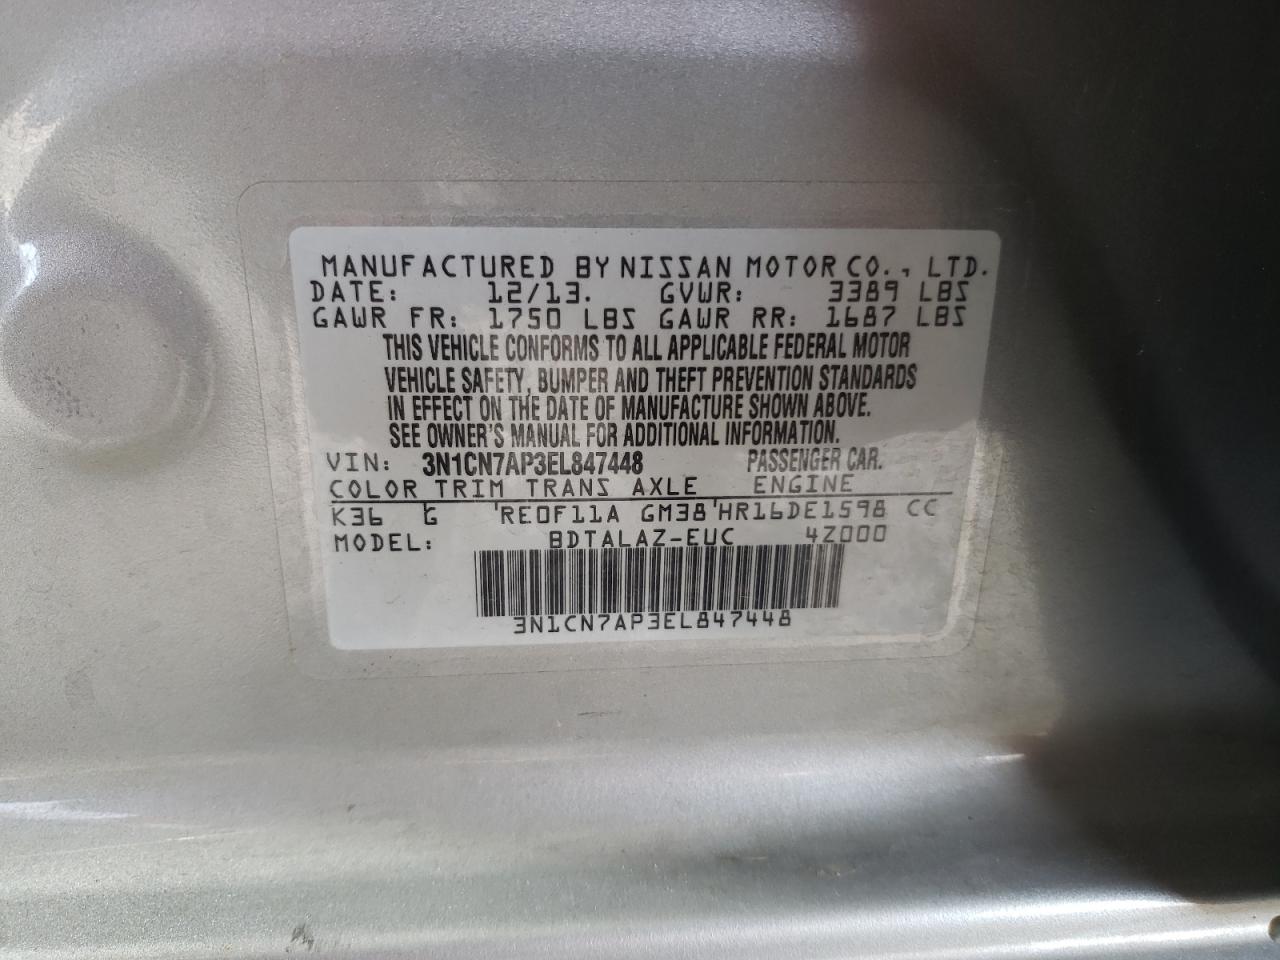 MANUFACTURED BY NISSAN MOTOR CO., LTD.
DATE: 12/13. GVWR: 3389 LBS
GAWR FR: 1750 LBS GAWR RR: 1687 LBS
THIS VEHICLE CONFORMS TO ALL APPLICABLE FEDERAL MOTOR
VEHICLE SAFETY, BUMPER AND THEFT PREVENTION STANDARDS
IN EFFECT ON THE DATE OF MANUFACTURE SHOWN ABOVE.
SEE OWNER'S MANUAL FOR ADDITIONAL INFORMATION.
VIN: 3N1CN7AP3EL847448 PASSENGER CAR.
COLOR TRIM TRANS AXLE ENGINE
K36 G 'RE0F11A GM38'HR16DE1598 CC
MODEL: BDTALAZ-EUC 4Z000
3N1CN7AP3EL847448